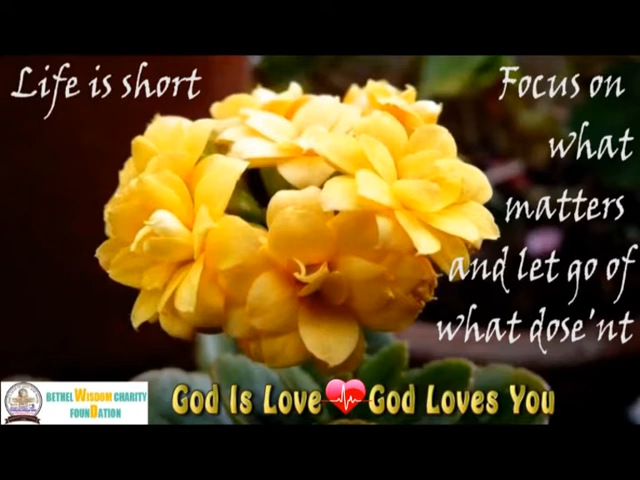 Life is short
Focus on
what
matters
and let go of
what dose'nt
BETHEL WISDOM CHARITY
FOUNDATION
God Is Love God Loves You